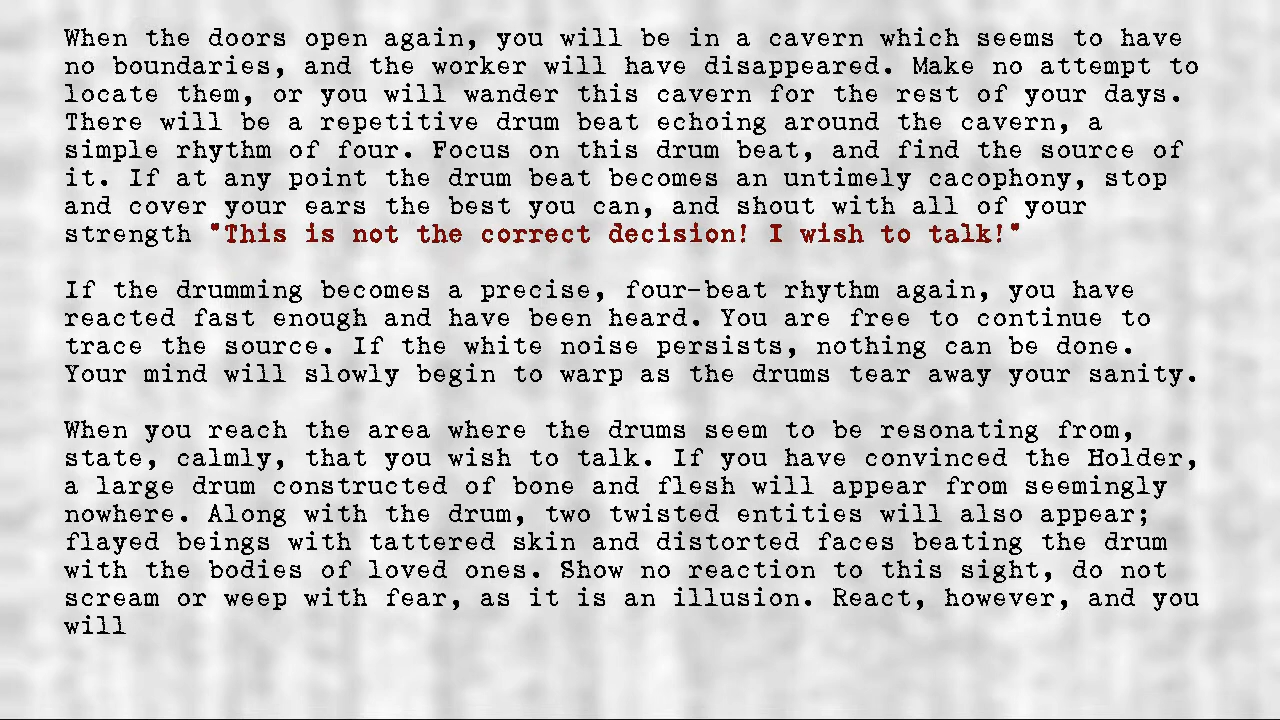 When the doors open again, you will be in a cavern which seems to have
no boundaries, and the worker will have disappeared. Make no attempt to
locate them, or you will wander this cavern for the rest of your days.
There will be a repetitive drum beat echoing around the cavern, a
simple rhythm of four. Focus on this drum beat, and find the source of
it. If at any point the drum beat becomes an untimely cacophony, stop
and cover your ears the best you can, and shout with all of your
strength "This is not the correct decision! I wish to talk!"
If the drumming becomes a precise, four-beat rhythm again, you have
reacted fast enough and have been heard. You are free to continue to
trace the source. If the white noise persists, nothing can be done.
Your mind will slowly begin to warp as the drums tear away your sanity.
When you reach the area where the drums seem to be resonating from,
state, calmly, that you wish to talk. If you have convinced the Holder,
a large drum constructed of bone and flesh will appear from seemingly
nowhere. Along with the drum, two twisted entities will also appear;
flayed beings with tattered skin and distorted faces beating the drum
with the bodies of loved ones. Show no reaction to this sight, do not
scream or weep with fear, as it is an illusion. React, however, and you
will